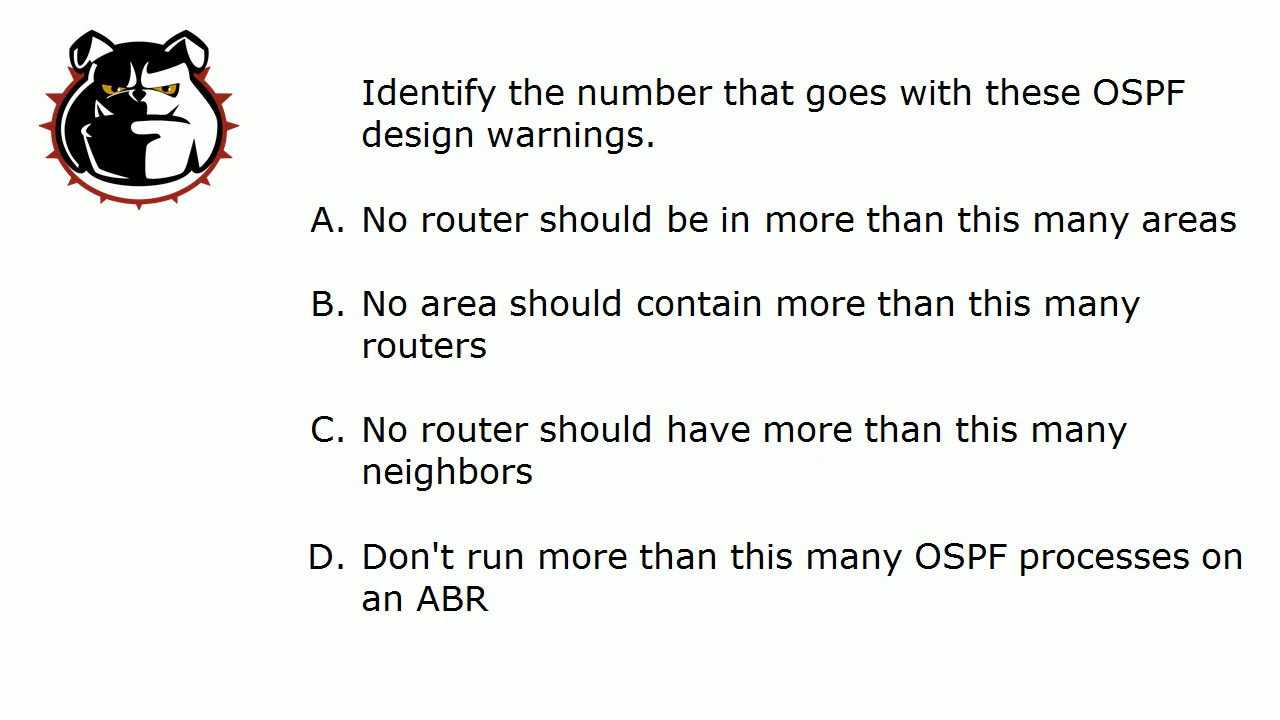 Identify the number that goes with these OSPF
design warnings.
A. No router should be in more than this many areas
B. No area should contain more than this many
routers
C. No router should have more than this many
neighbors
D. Don't run more than this many OSPF processes on
an ABR